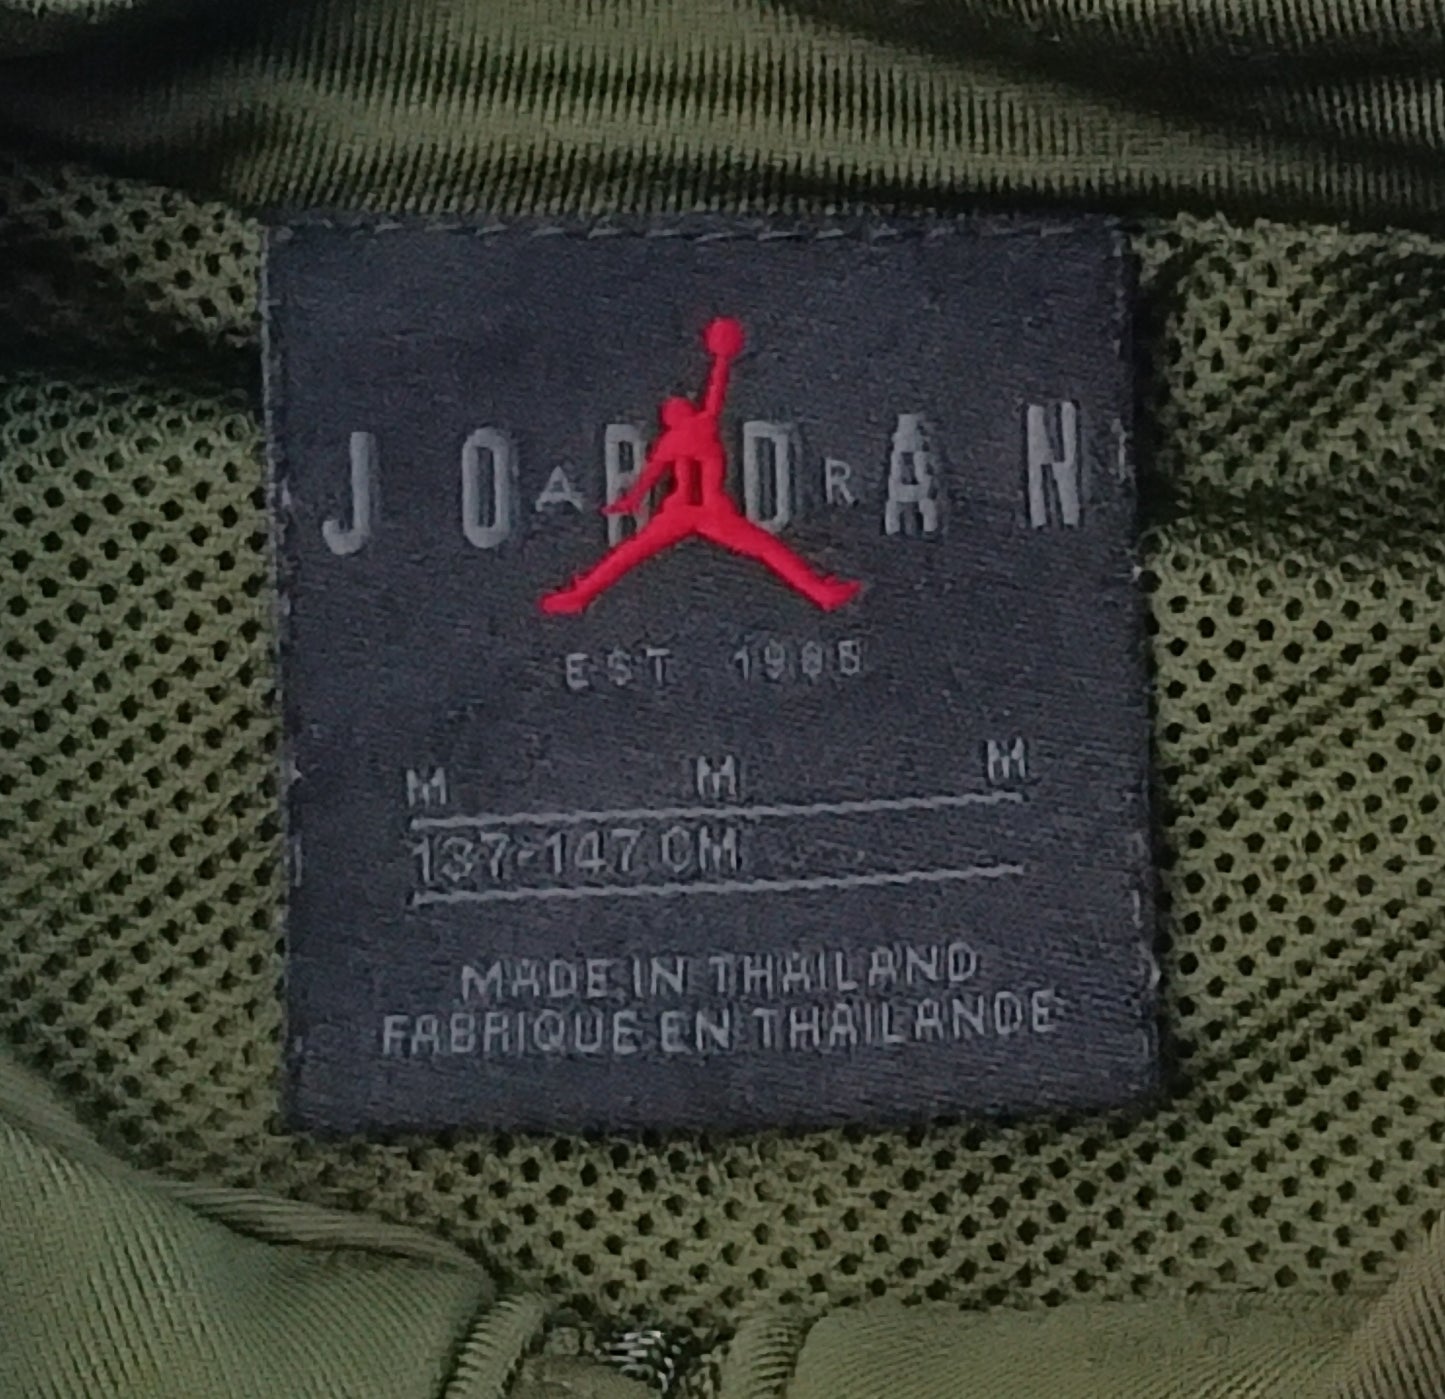 JORDAN
AIR
EST 1985
M M M
137-147 CM
MADE IN THAILAND
FABRIQUE EN THAILANDE